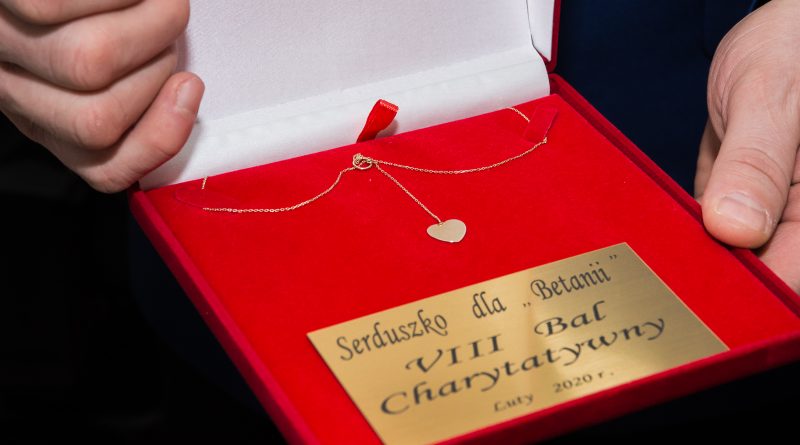 Serduszko dla „Betanii”
VIII Bal
Charytatywny
Luty 2020 r.